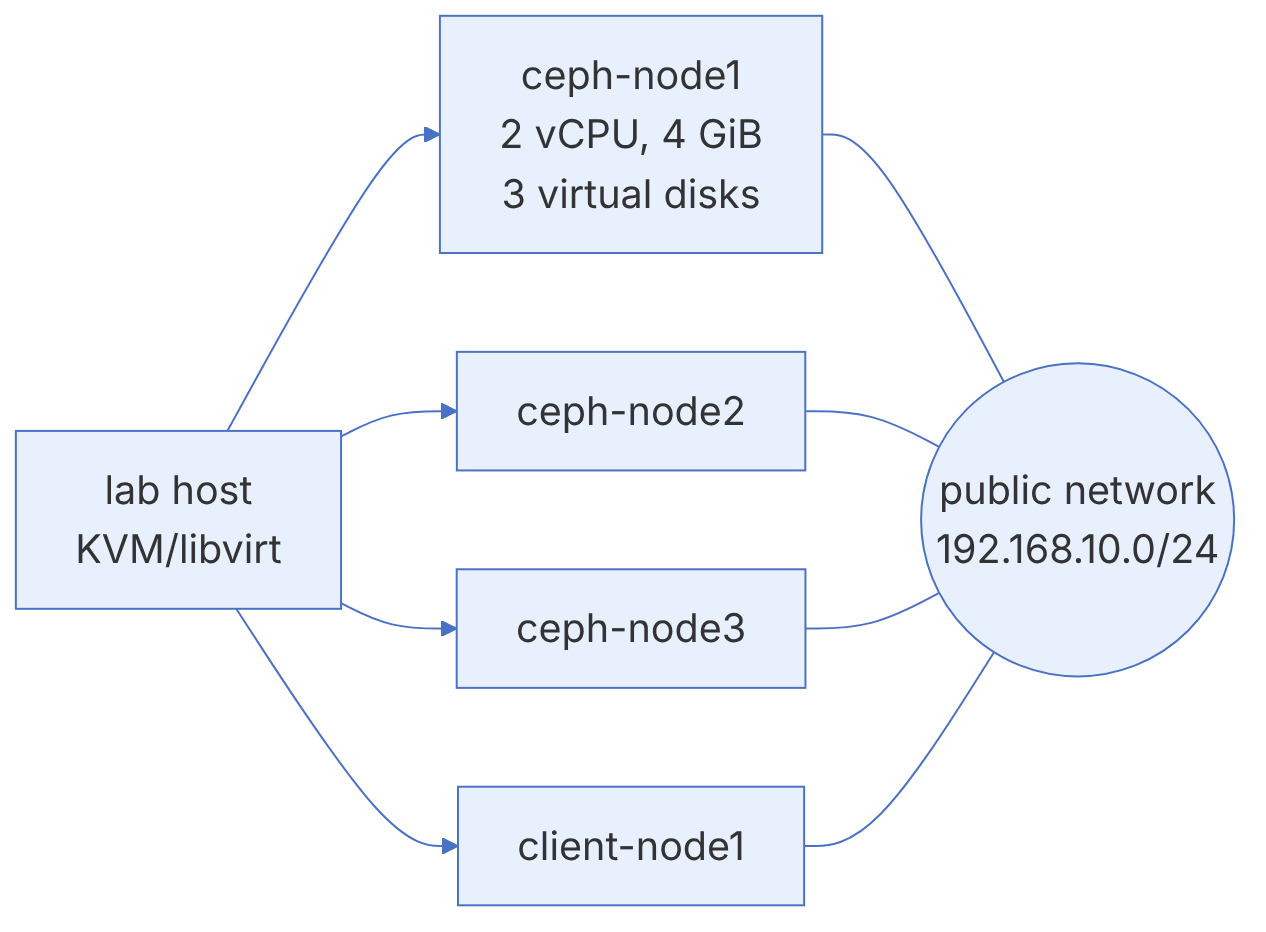 ceph-node1
2 vCPU, 4 GiB
3 virtual disks
ceph-node2
lab host
KVM/libvirt
public network
192.168.10.0/24
ceph-node3
client-node1